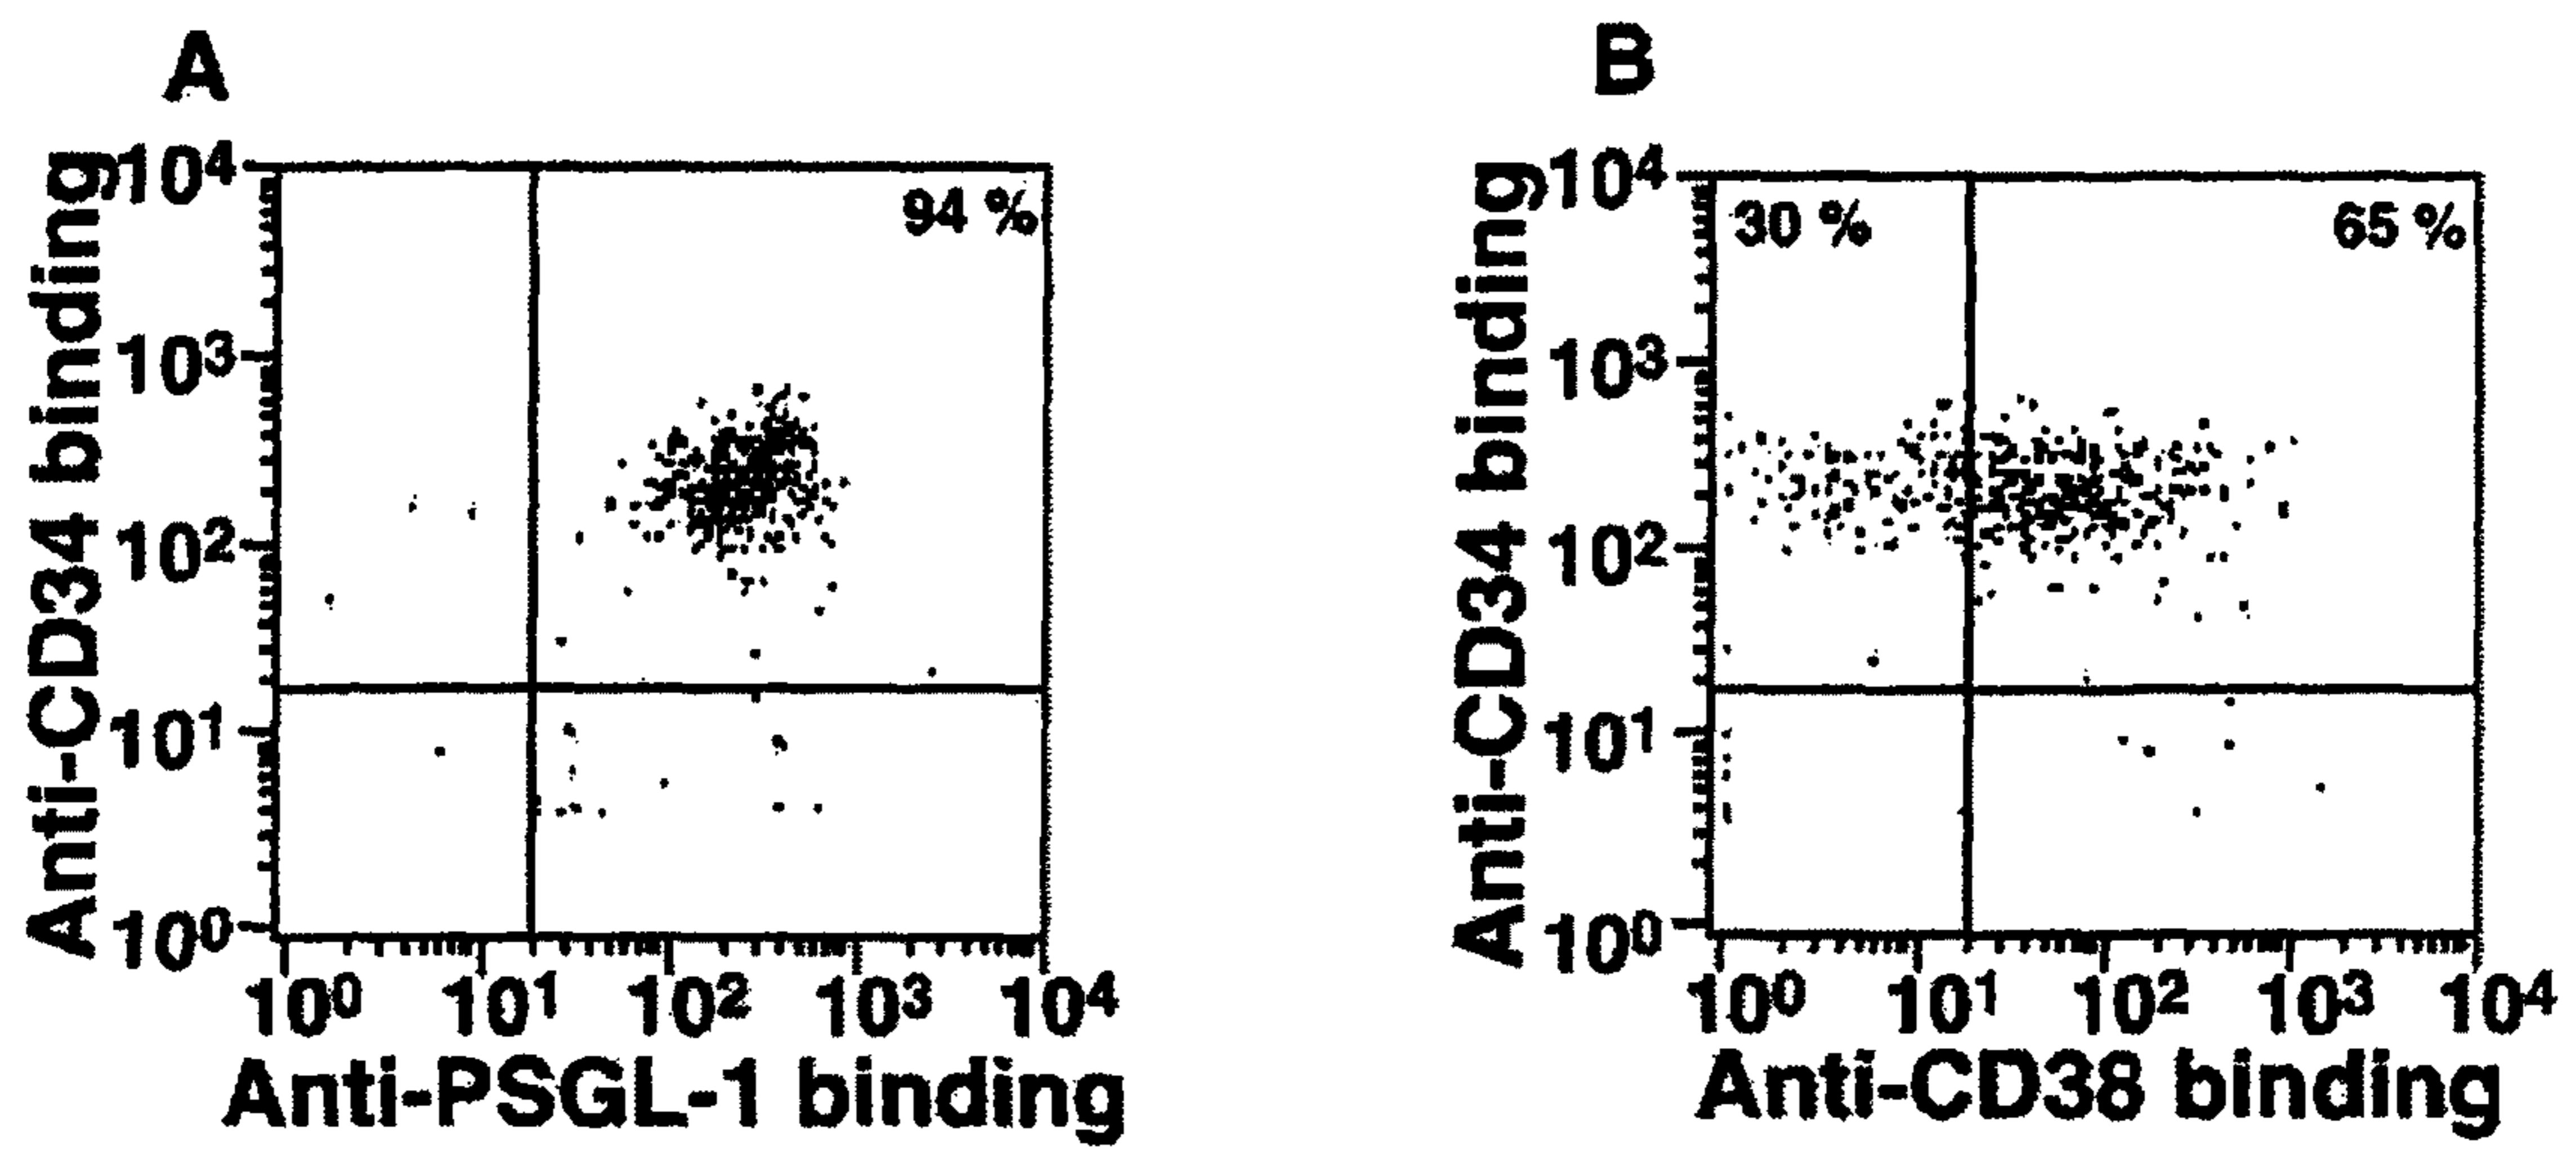 A
Anti-CD34 binding
10⁴
94 %
10³
10²
10¹
10⁰
10⁰ 10¹ 10² 10³ 10⁴
Anti-PSGL-1 binding
B
Anti-CD34 binding
10⁴
30 % 65 %
10³
10²
10¹
10⁰
10⁰ 10¹ 10² 10³ 10⁴
Anti-CD38 binding